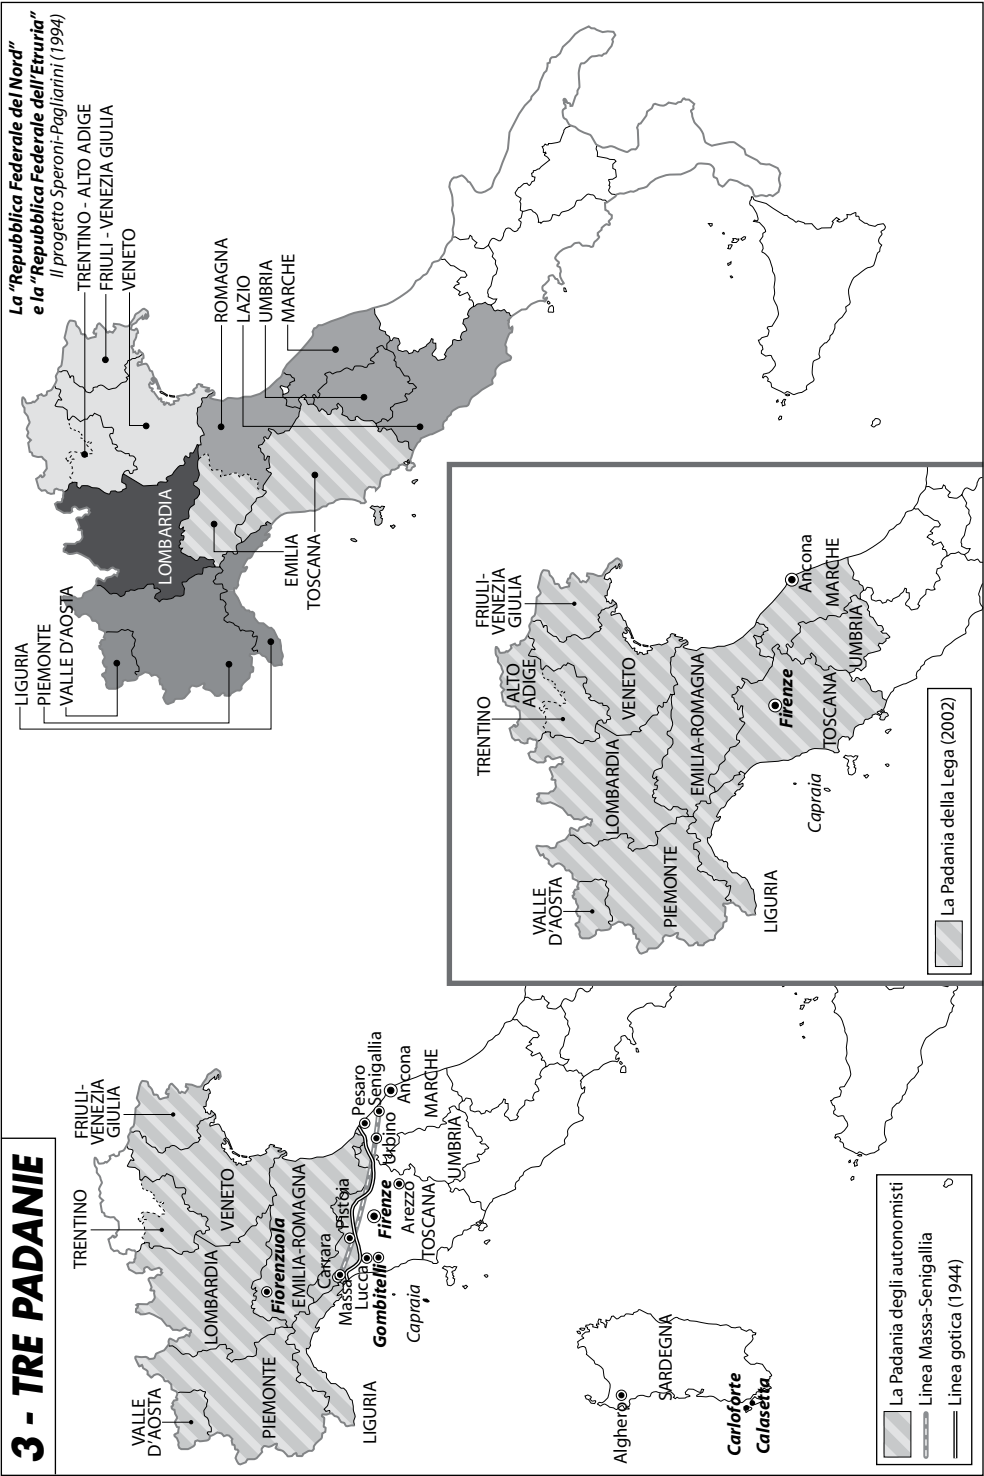 3 - TRE PADANIE
TRENTINO
FRIULI-
VENEZIA
GIULIA
VALLE
D'AOSTA
LOMBARDIA
VENETO
PIEMONTE
Fiorenzuola
EMILIA-ROMAGNA
LIGURIA
Carrara
Massa
Pistoia
Lucca
Gombitelli
Firenze
Arezzo
Pesaro
Senigallia
Urbino
Ancona
MARCHE
UMBRIA
TOSCANA
Capraia
SARDEGNA
Alghero
Carloforte
Calasetta
La Padania degli autonomisti
Linea Massa-Senigallia
Linea gotica (1944)
La "Repubblica Federale del Nord"
e la "Repubblica Federale dell'Etruria"
Il progetto Speroni-Pagliarini (1994)
TRENTINO - ALTO ADIGE
FRIULI - VENEZIA GIULIA
VENETO
LIGURIA
PIEMONTE
VALLE D'AOSTA
LOMBARDIA
ROMAGNA
LAZIO
UMBRIA
MARCHE
EMILIA
TOSCANA
FRIULI-
VENEZIA
GIULIA
TRENTINO
ALTO
ADIGE
VENETO
LOMBARDIA
VALLE
D'AOSTA
PIEMONTE
EMILIA-ROMAGNA
LIGURIA
Ancona
MARCHE
UMBRIA
Firenze
TOSCANA
Capraia
La Padania della Lega (2002)